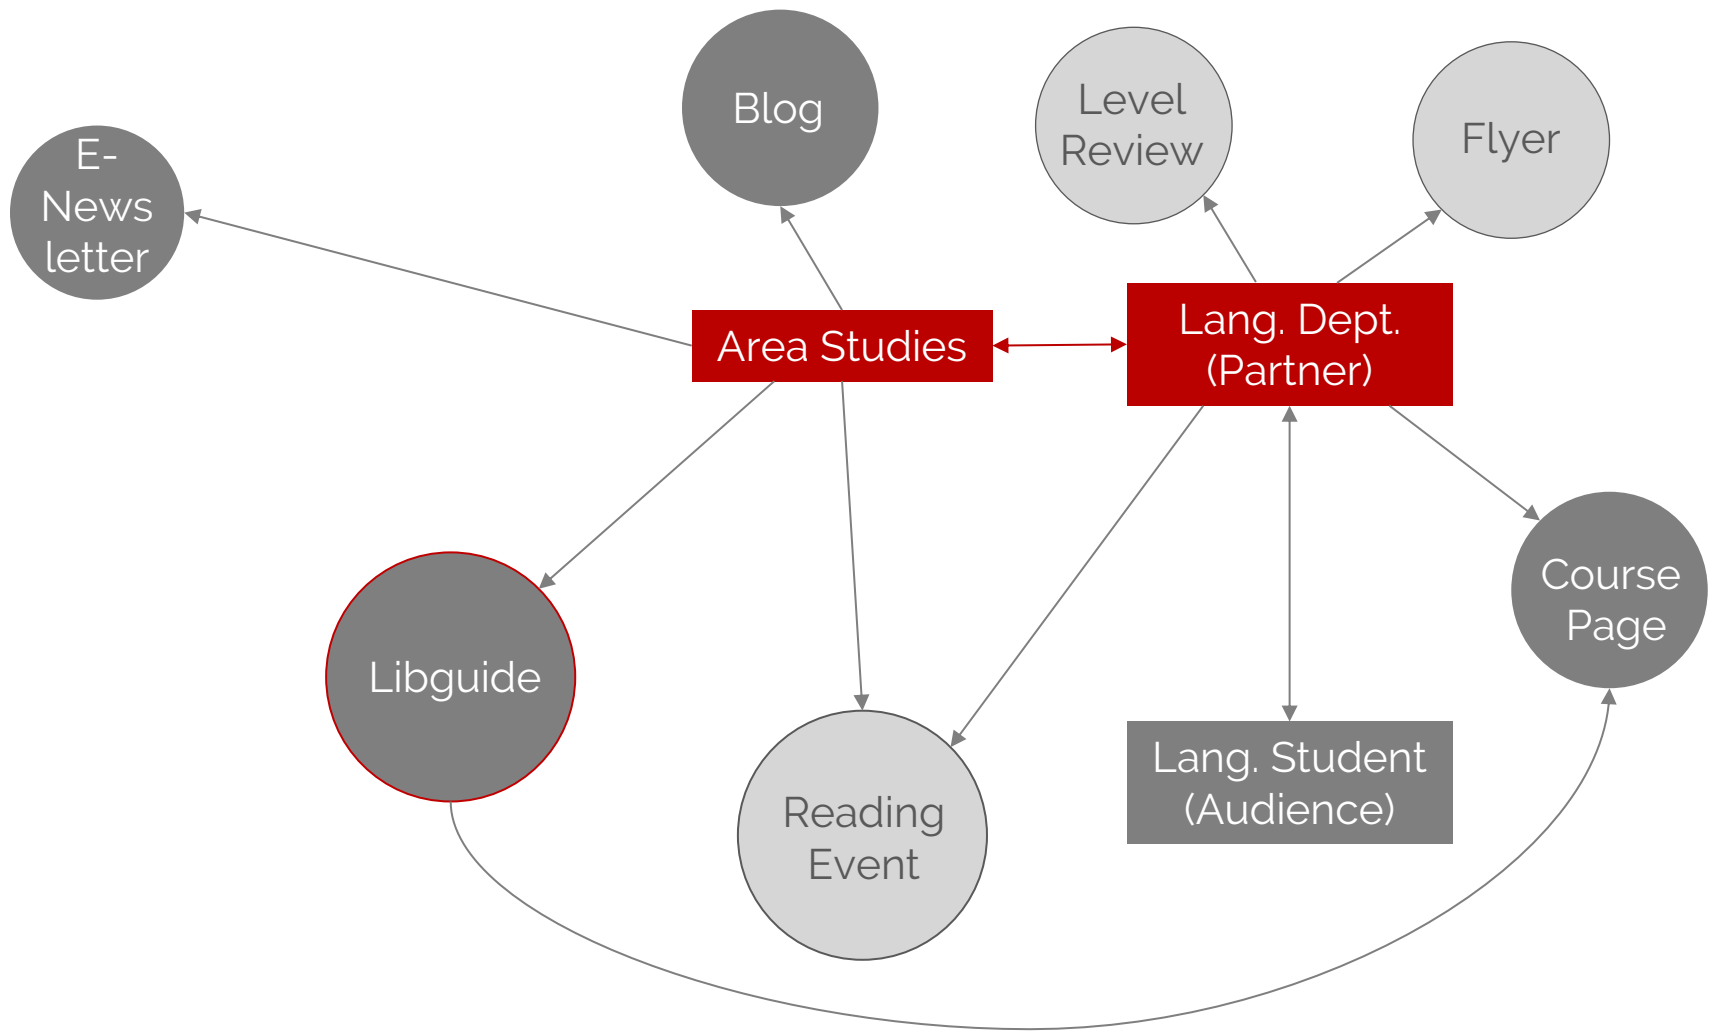 Blog
Level
Review
Flyer
E-
News
letter
Area Studies
Lang. Dept.
(Partner)
Course
Page
Libguide
Reading
Event
Lang. Student
(Audience)